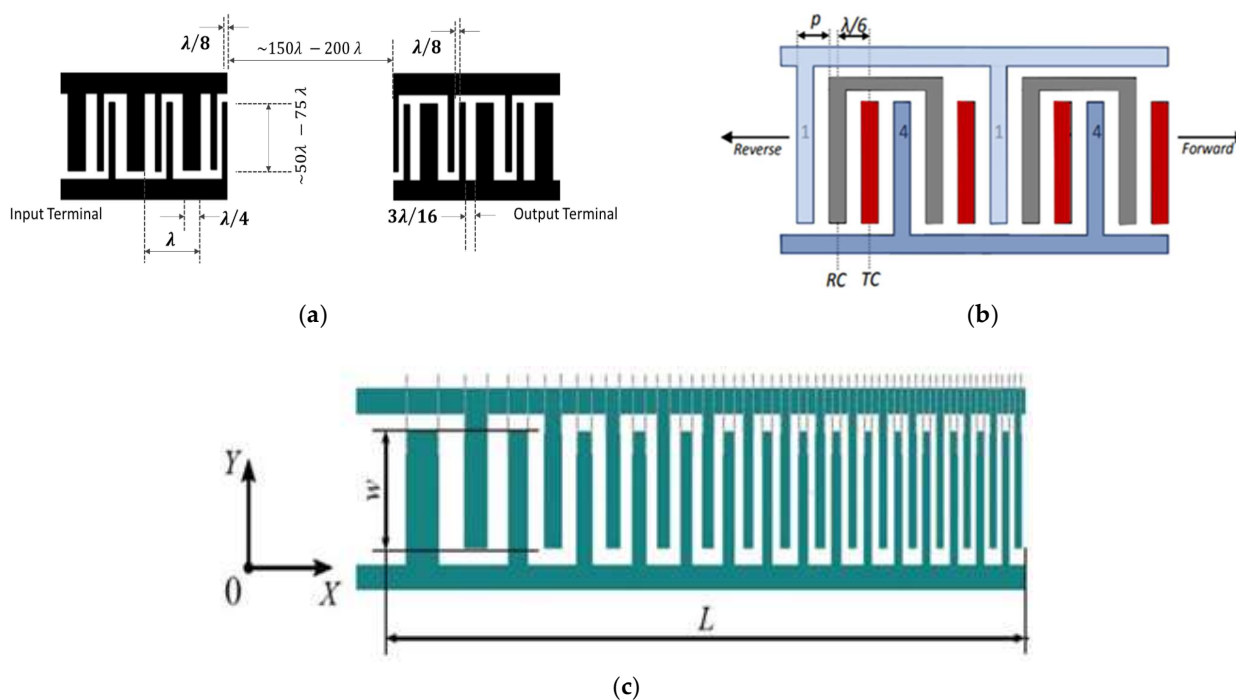 (a)
λ/8
~150λ – 200 λ
λ/8
~50λ – 75 λ
Input Terminal
λ/4
λ
3λ/16
Output Terminal
p
λ/6
1
4
1
4
Reverse
Forward
RC
TC
(a)
(b)
Y
0
X
w
L
(c)